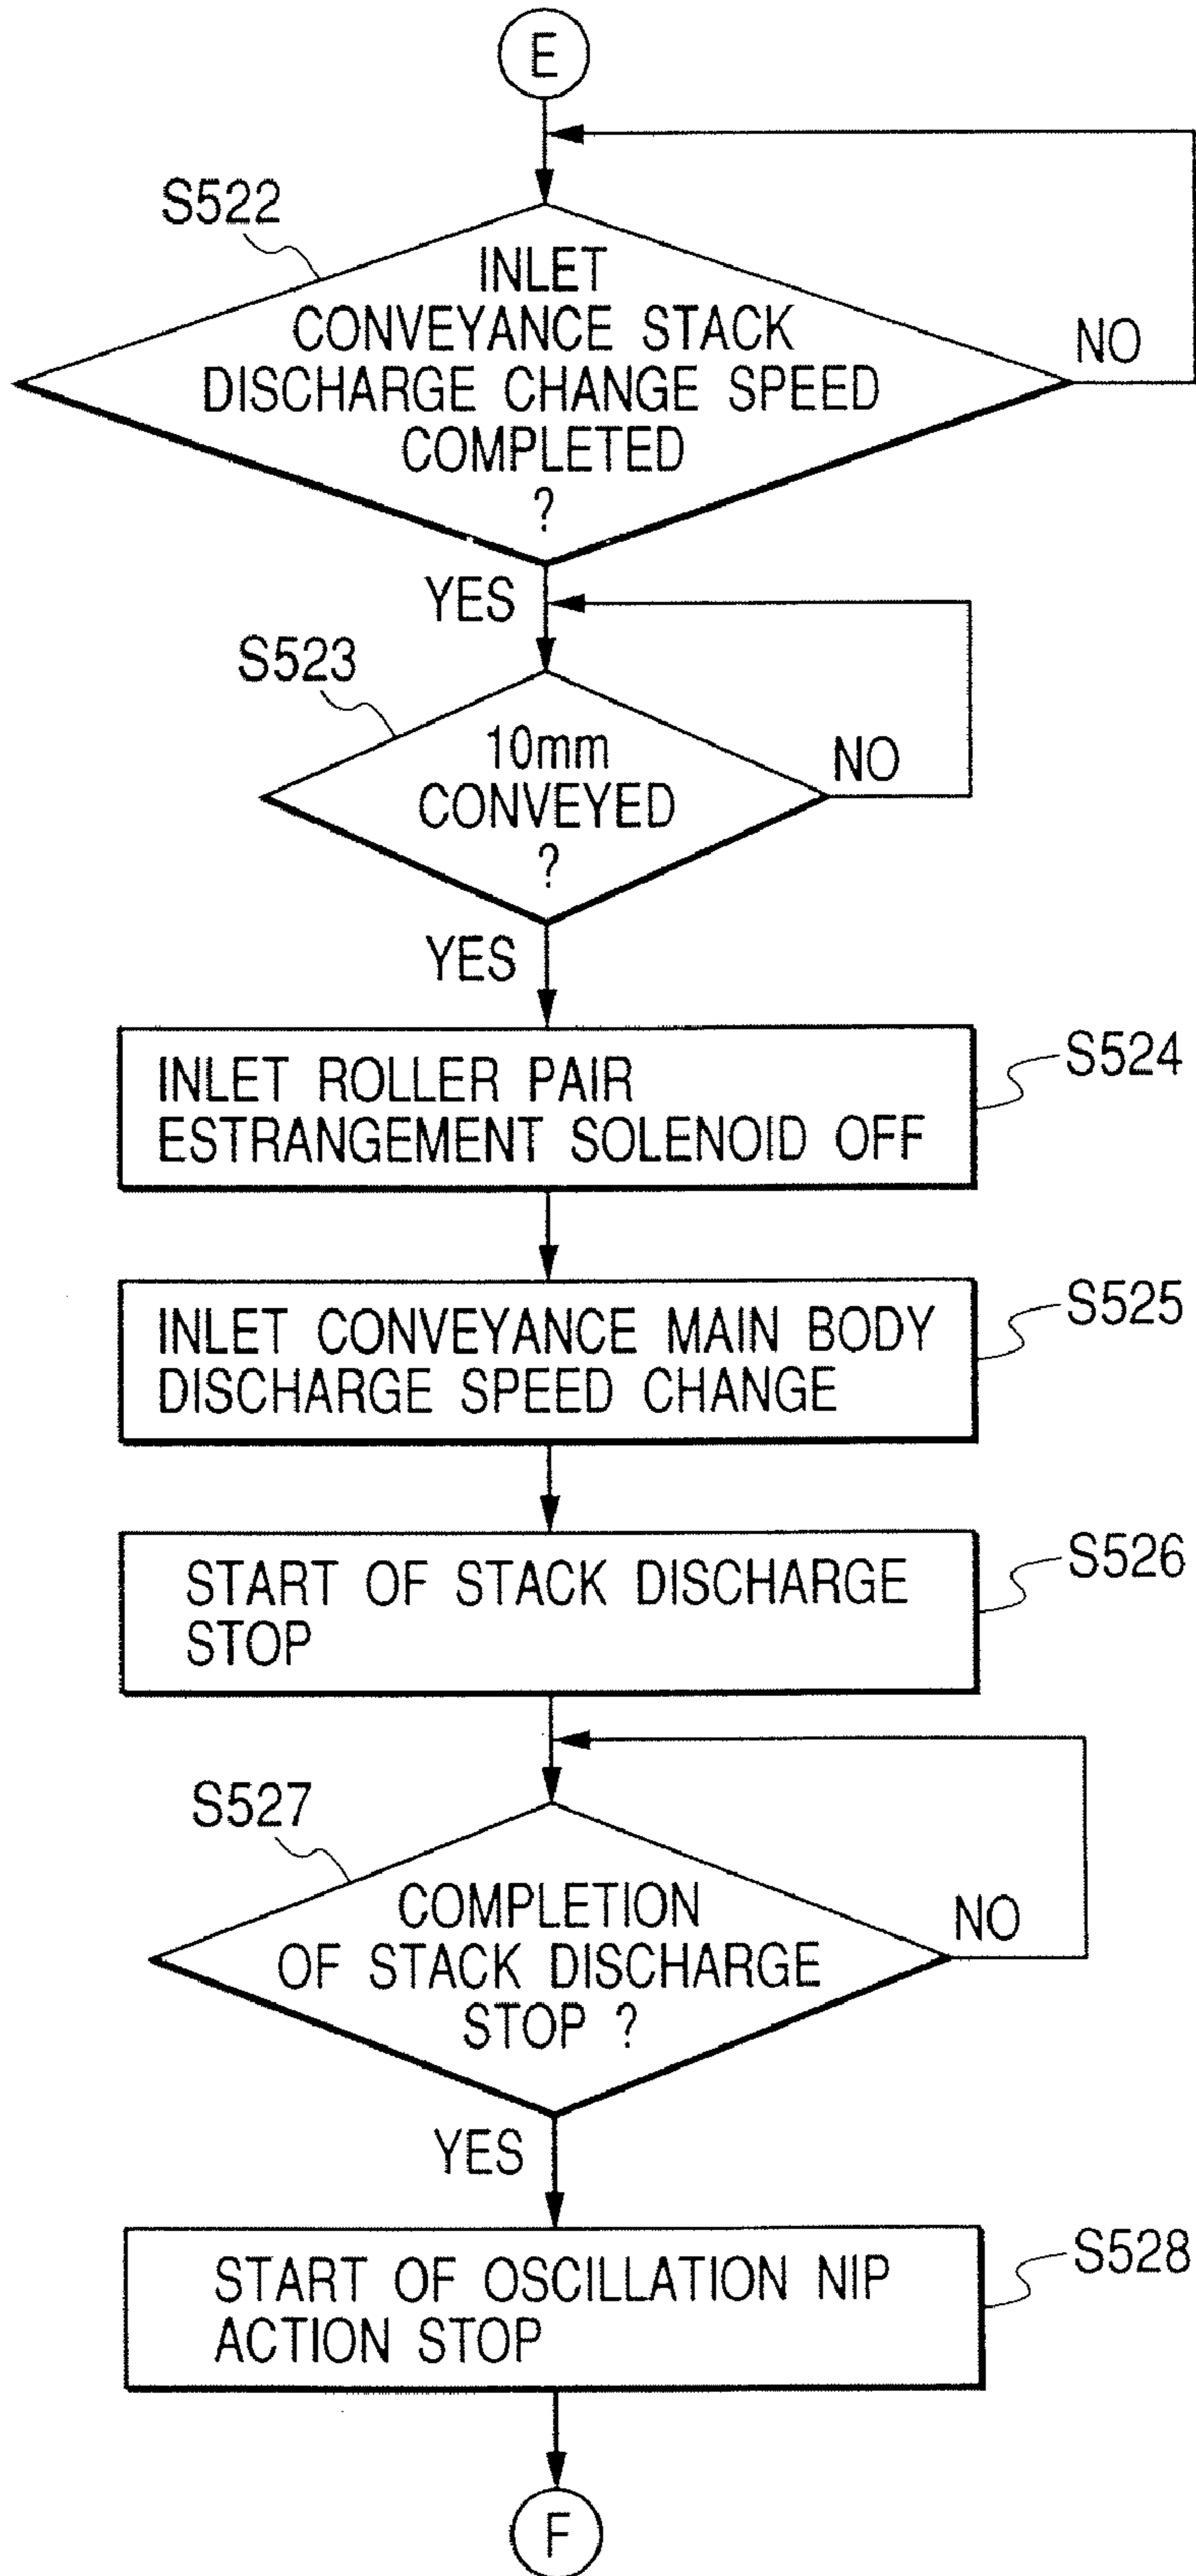 E
S522
INLET
CONVEYANCE STACK
DISCHARGE CHANGE SPEED
COMPLETED
?
NO
YES
S523
10mm
CONVEYED
?
NO
YES
INLET ROLLER PAIR
ESTRANGEMENT SOLENOID OFF
S524
INLET CONVEYANCE MAIN BODY
DISCHARGE SPEED CHANGE
S525
START OF STACK DISCHARGE
STOP
S526
S527
COMPLETION
OF STACK DISCHARGE
STOP ?
NO
YES
START OF OSCILLATION NIP
ACTION STOP
S528
F